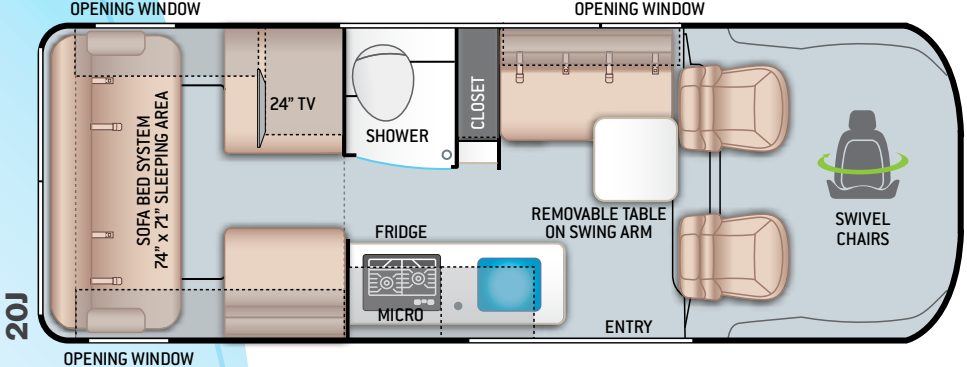 OPENING WINDOW
OPENING WINDOW
SOFA BED SYSTEM
74” x 71” SLEEPING AREA
24” TV
SHOWER
CLOSET
REMOVABLE TABLE
ON SWING ARM
SWIVEL
CHAIRS
FRIDGE
MICRO
ENTRY
20J
OPENING WINDOW